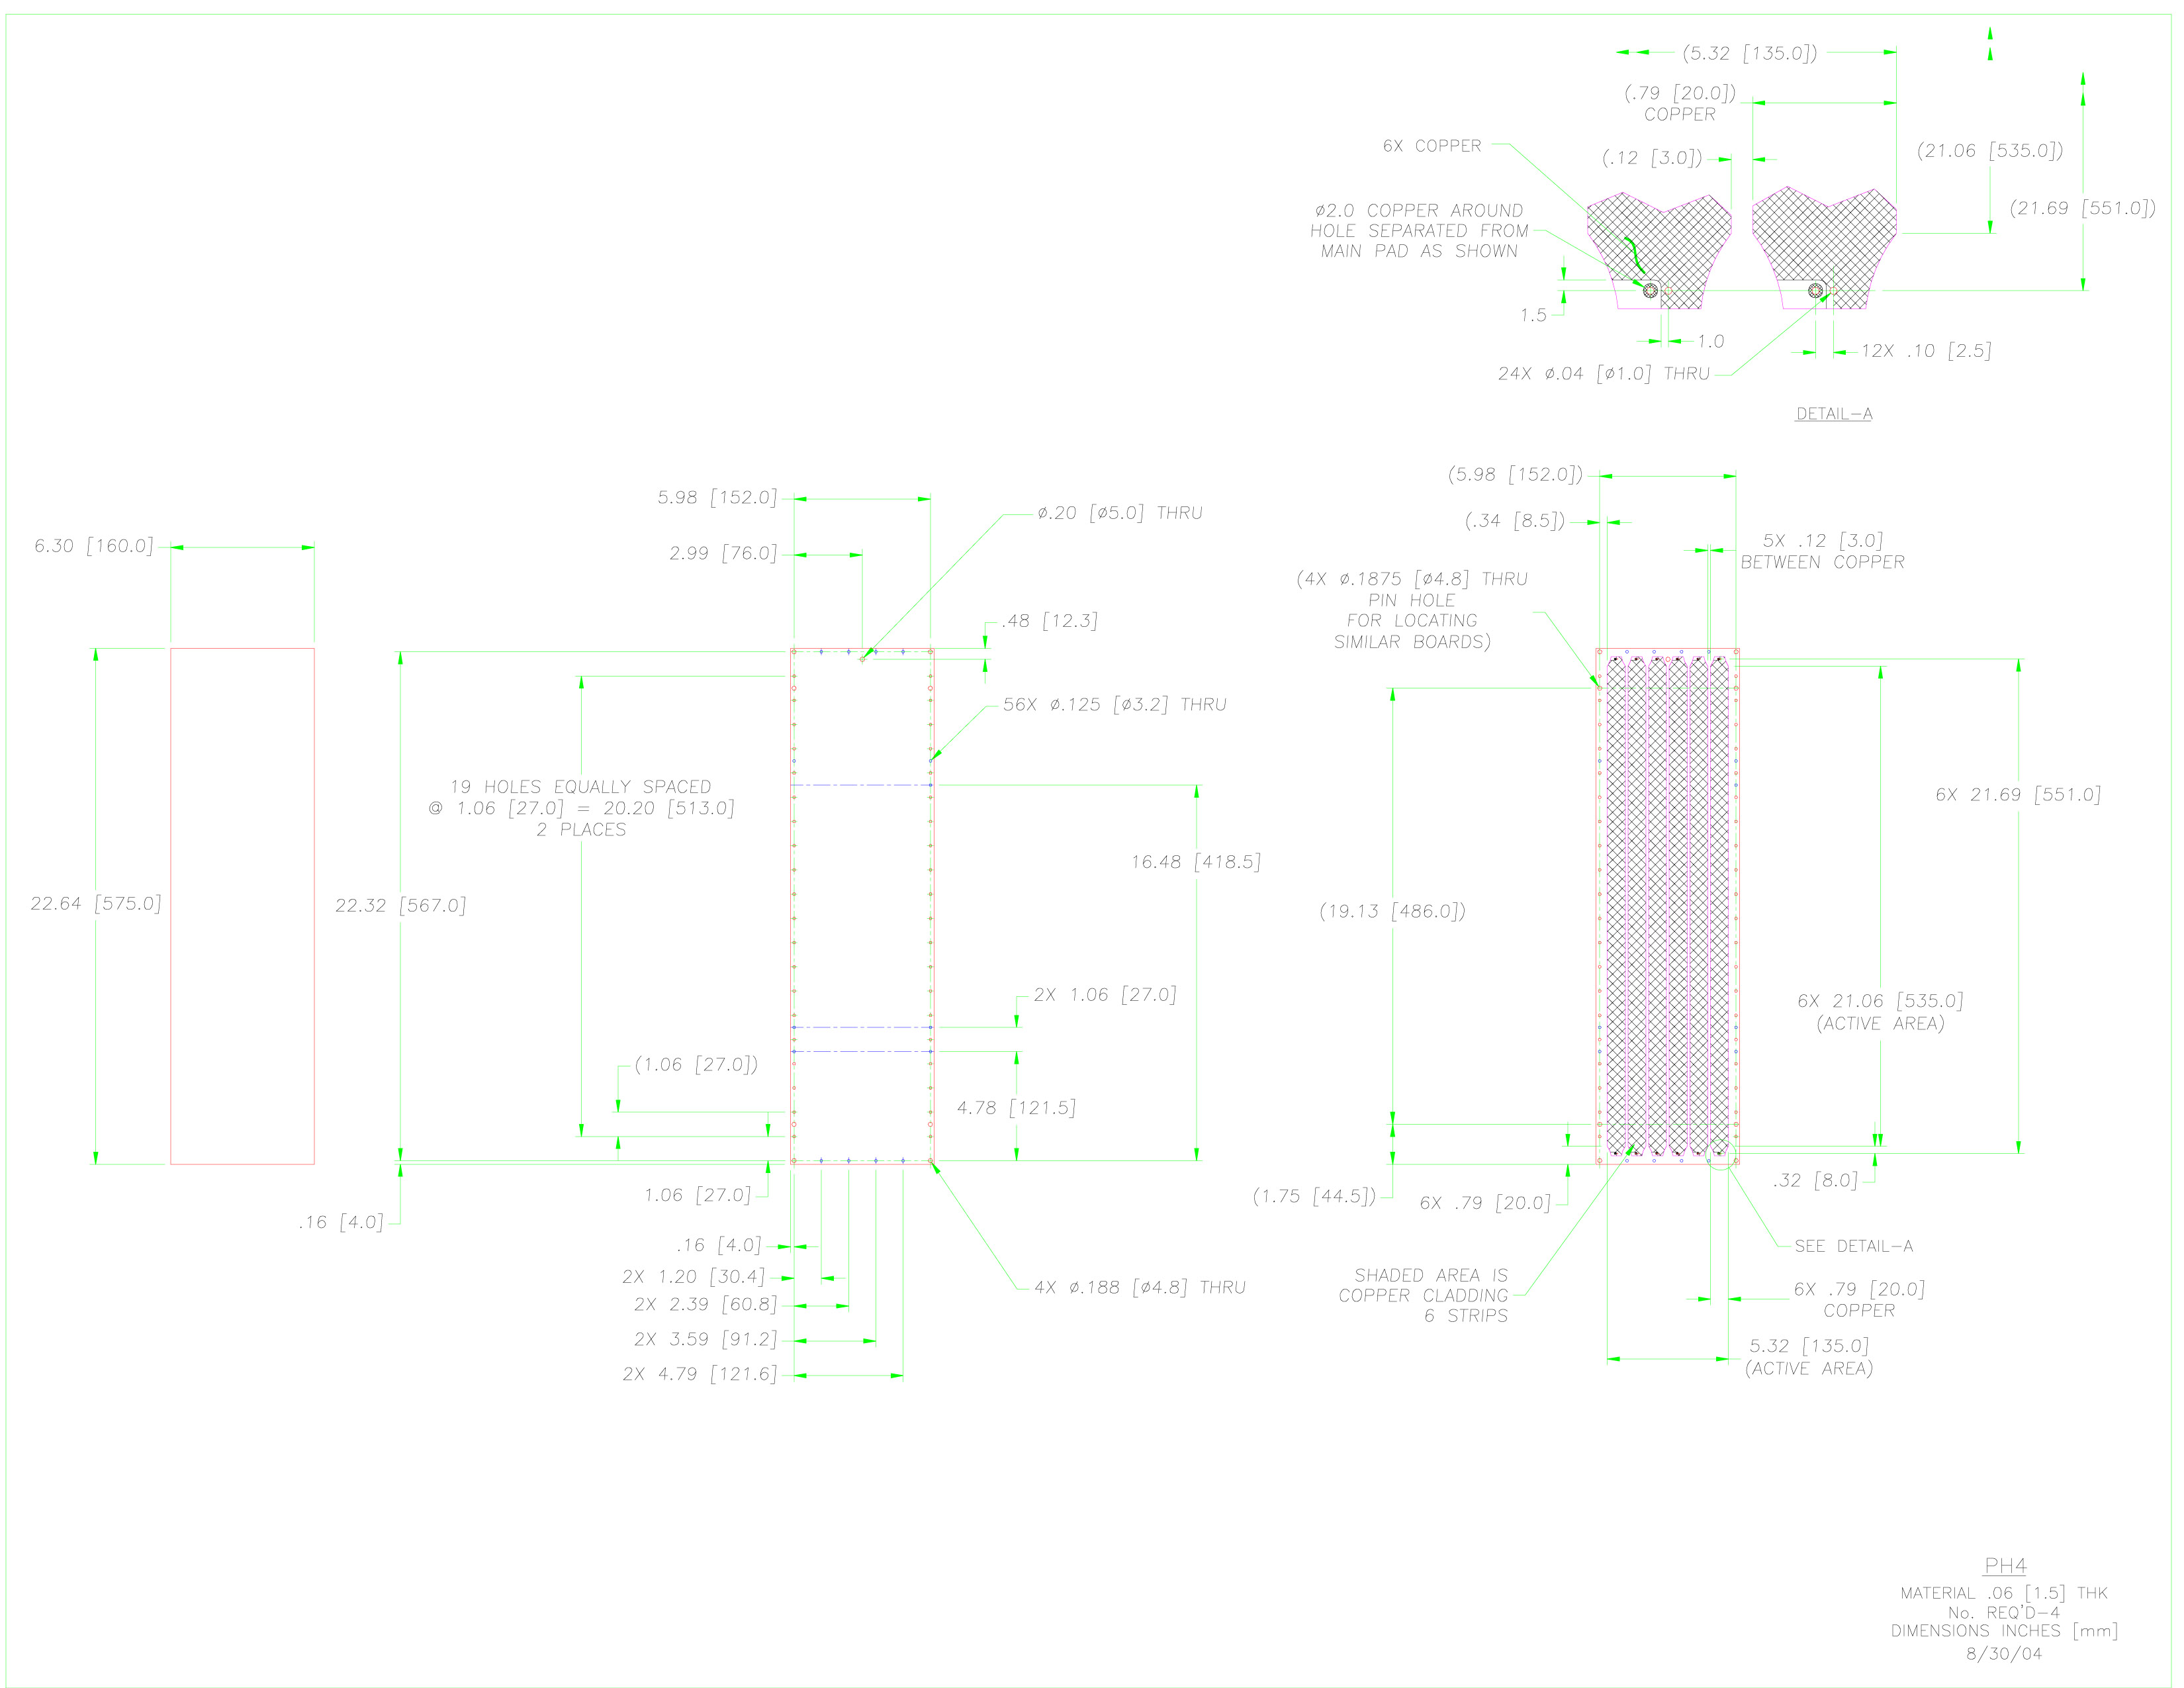 (5.32 [135.0])
(.79 [20.0])
COPPER
6X COPPER
(.12 [3.0])
(21.06 [535.0])
(21.69 [551.0])
ø2.0 COPPER AROUND
HOLE SEPARATED FROM
MAIN PAD AS SHOWN
1.5
1.0
12X .10 [2.5]
24X ø.04 [ø1.0] THRU
DETAIL-A
6.30 [160.0]
22.64 [575.0]
5.98 [152.0]
2.99 [76.0]
ø.20 [ø5.0] THRU
.48 [12.3]
56X ø.125 [ø3.2] THRU
19 HOLES EQUALLY SPACED
@ 1.06 [27.0] = 20.20 [513.0]
2 PLACES
22.32 [567.0]
16.48 [418.5]
2X 1.06 [27.0]
(1.06 [27.0])
4.78 [121.5]
1.06 [27.0]
.16 [4.0]
.16 [4.0]
2X 1.20 [30.4]
2X 2.39 [60.8]
2X 3.59 [91.2]
2X 4.79 [121.6]
4X ø.188 [ø4.8] THRU
(5.98 [152.0])
(.34 [8.5])
5X .12 [3.0]
BETWEEN COPPER
(4X ø.1875 [ø4.8] THRU
PIN HOLE
FOR LOCATING
SIMILAR BOARDS)
6X 21.69 [551.0]
(19.13 [486.0])
6X 21.06 [535.0]
(ACTIVE AREA)
(1.75 [44.5])
6X .79 [20.0]
.32 [8.0]
SEE DETAIL-A
SHADED AREA IS
COPPER CLADDING
6 STRIPS
6X .79 [20.0]
COPPER
5.32 [135.0]
(ACTIVE AREA)
PH4
MATERIAL .06 [1.5] THK
No. REQ'D-4
DIMENSIONS INCHES [mm]
8/30/04